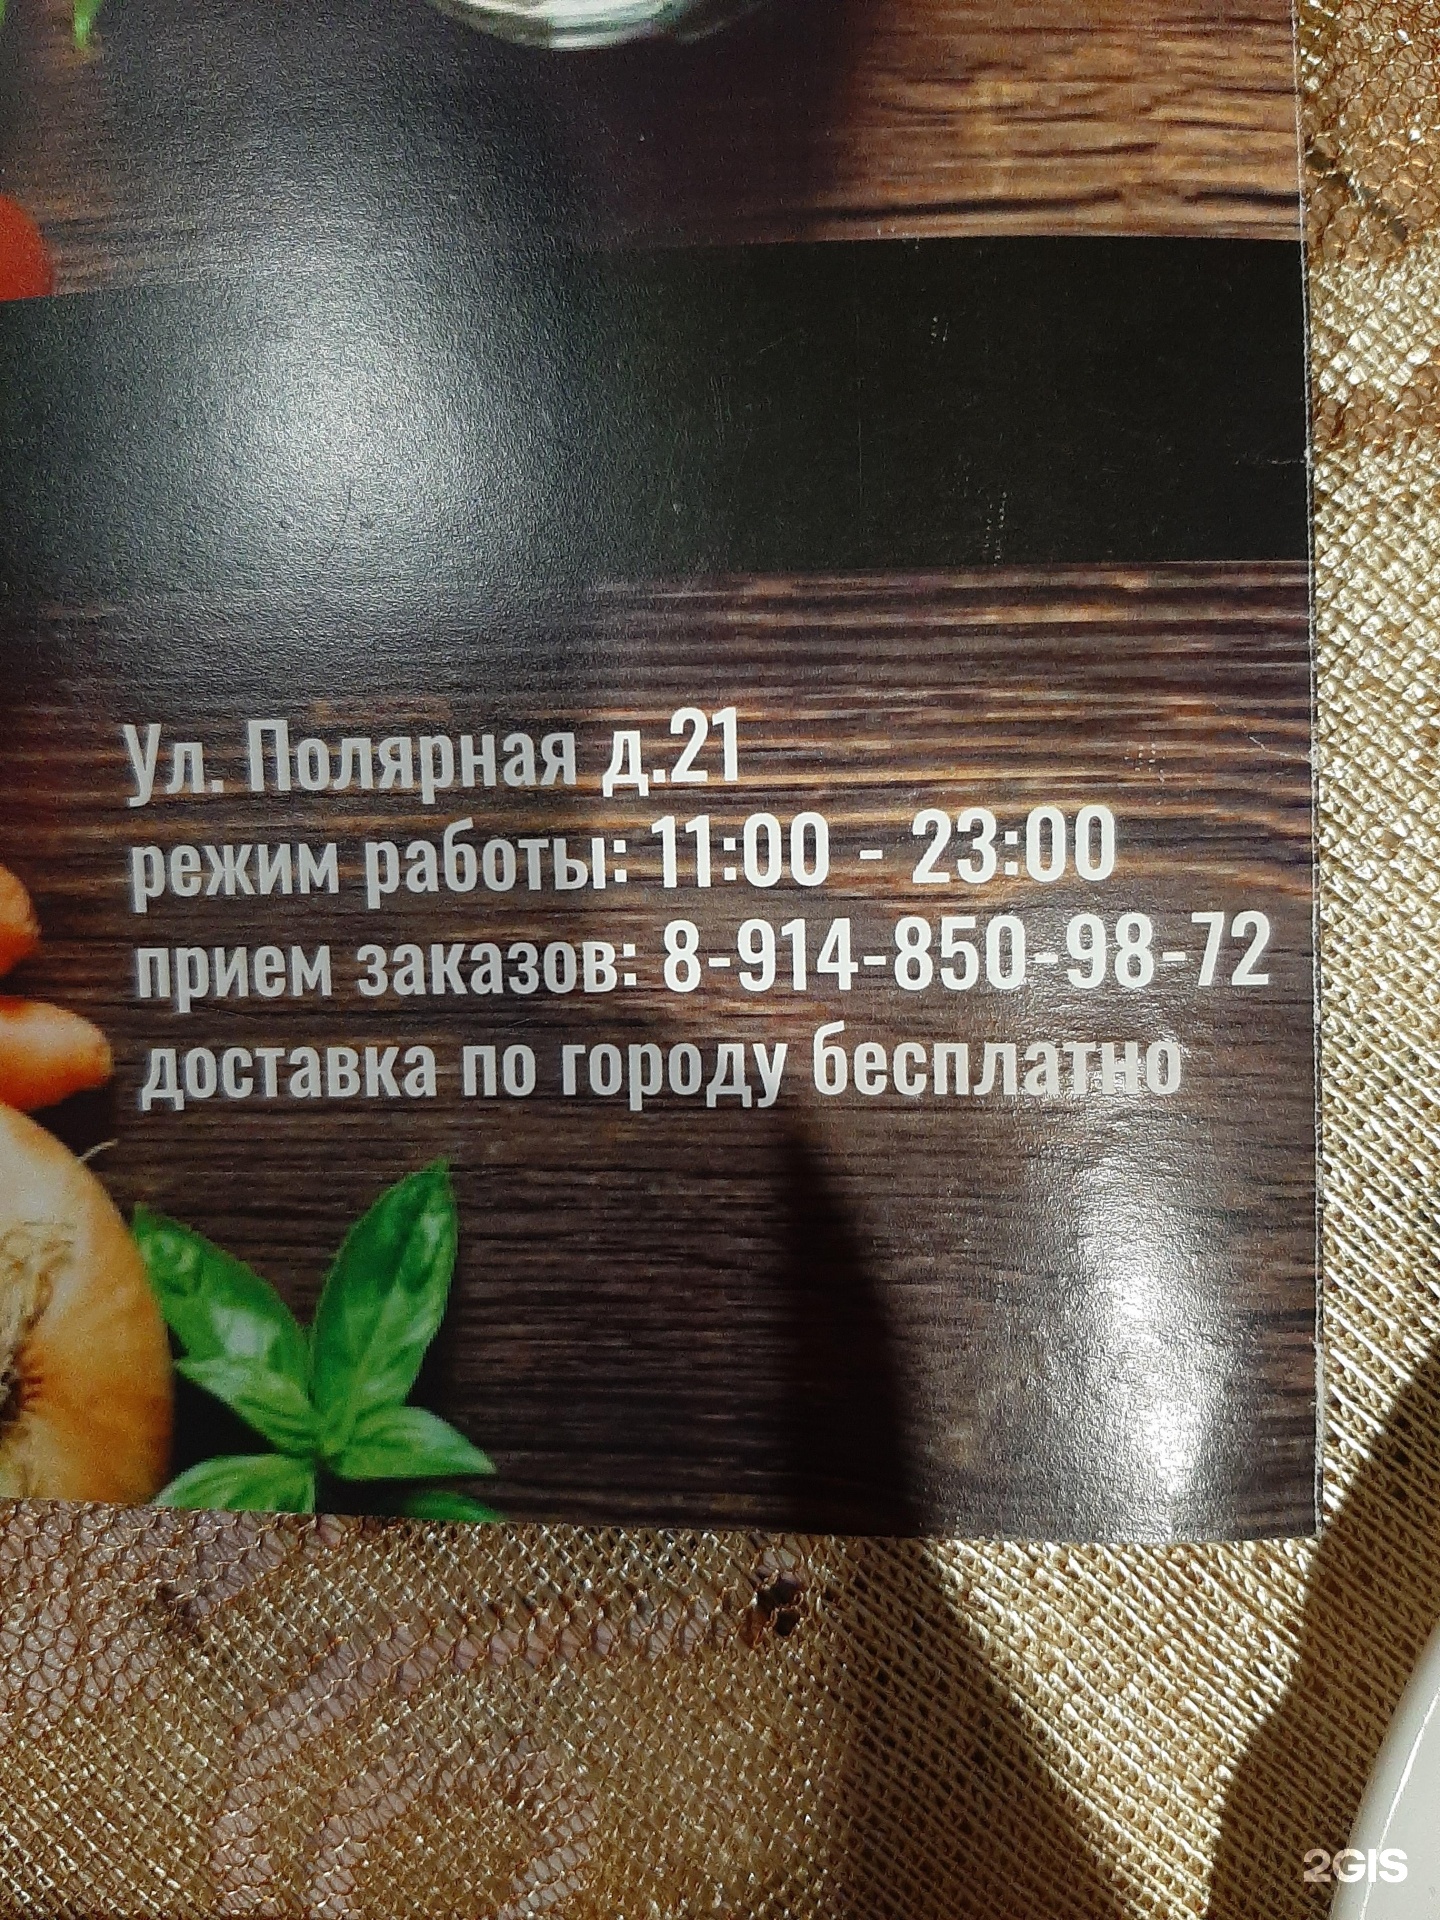 Ул. Полярная д.21
режим работы: 11:00 - 23:00
прием заказов: 8-914-850-98-72
доставка по городу бесплатно
2GIS